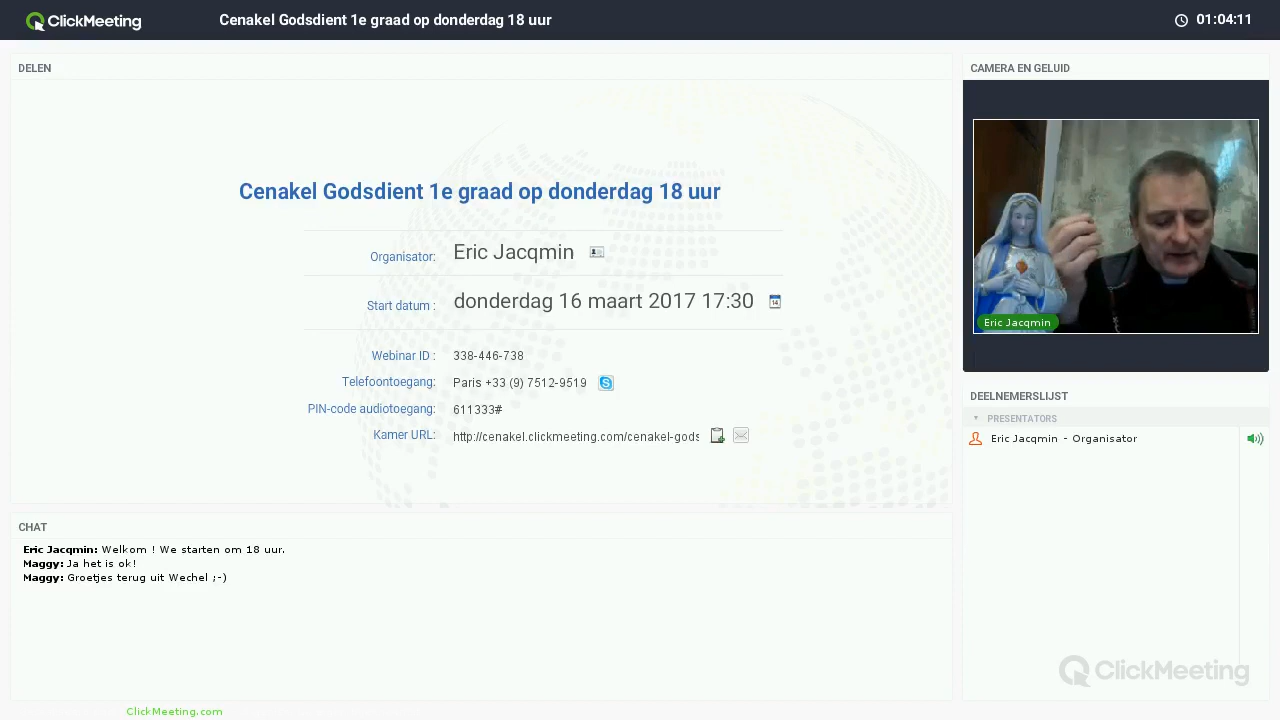 ClickMeeting
Cenakel Godsdient 1e graad op donderdag 18 uur
01:04:11
DELEN
Cenakel Godsdient 1e graad op donderdag 18 uur
Organisator: Eric Jacqmin
Start datum : donderdag 16 maart 2017 17:30
14
Webinar ID : 338-446-738
Telefoontoegang: Paris +33 (9) 7512-9519
PIN-code audiotoegang: 611333#
Kamer URL: http://cenakel.clickmeeting.com/cenakel-gods
CAMERA EN GELUID
Eric Jacqmin
DEELNEMERSLIJST
PRESENTATORS
Eric Jacqmin - Organisator
CHAT
Eric Jacqmin: Welkom ! We starten om 18 uur.
Maggy: Ja het is ok!
Maggy: Groetjes terug uit Wechel ;-)
ClickMeeting
ClickMeeting.com